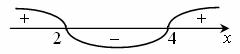 + +
2 − 4 x